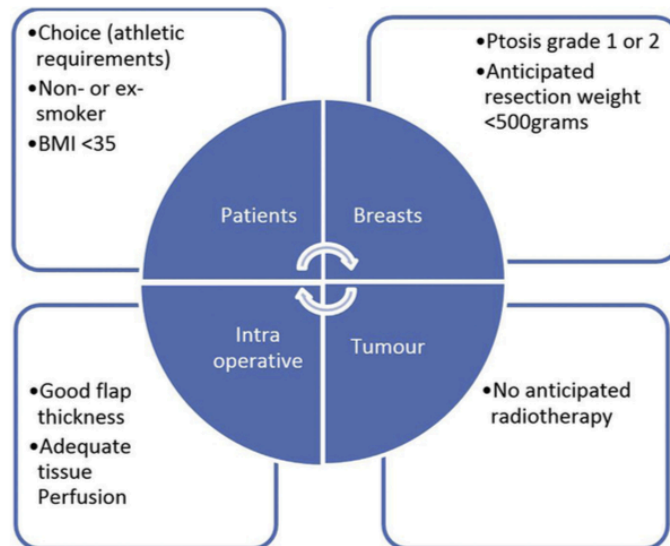 •Choice (athletic
requirements)
•Non- or ex-
smoker
•BMI <35
•Ptosis grade 1 or 2
•Anticipated
resection weight
<500grams
Patients
Breasts
Intra
operative
Tumour
•Good flap
thickness
•Adequate
tissue
Perfusion
•No anticipated
radiotherapy